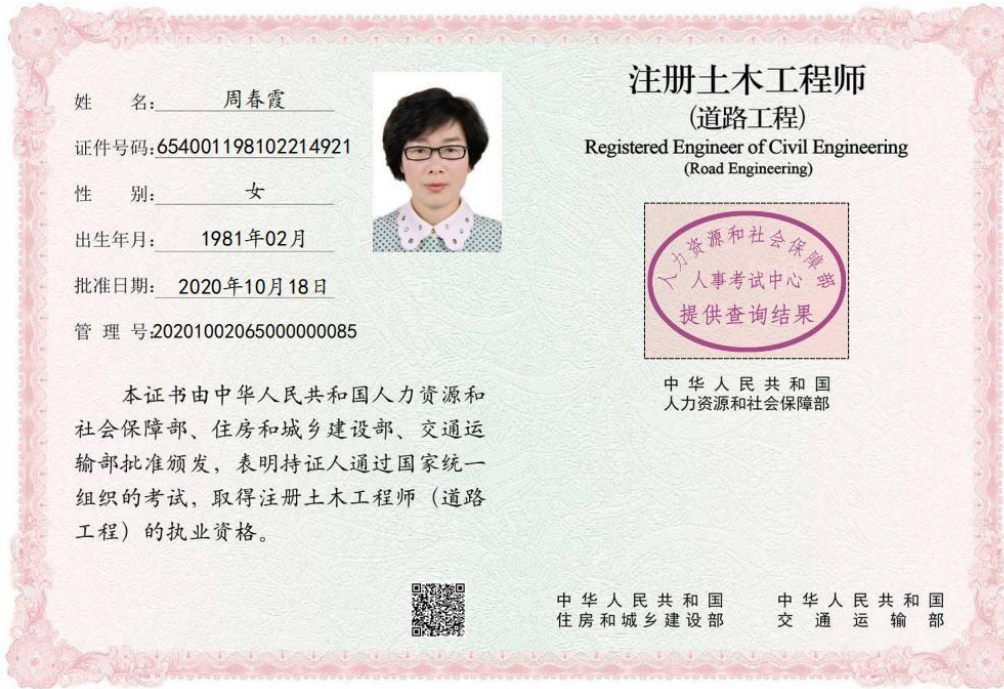 姓 名: 周春霞
证件号码: 654001198102214921
性 别: 女
出生年月: 1981年02月
批准日期: 2020年10月18日
管 理 号: 20201002065000000085
本证书由中华人民共和国人力资源和
社会保障部、住房和城乡建设部、交通运
输部批准颁发，表明持证人通过国家统一
组织的考试，取得注册土木工程师（道路
工程）的执业资格。
注册土木工程师
(道路工程)
Registered Engineer of Civil Engineering
(Road Engineering)
人力资源和社会保障部
人事考试中心
提供查询结果
中华人民共和国
人力资源和社会保障部
中华人民共和国
住房和城乡建设部
中华人民共和国
交通运输部